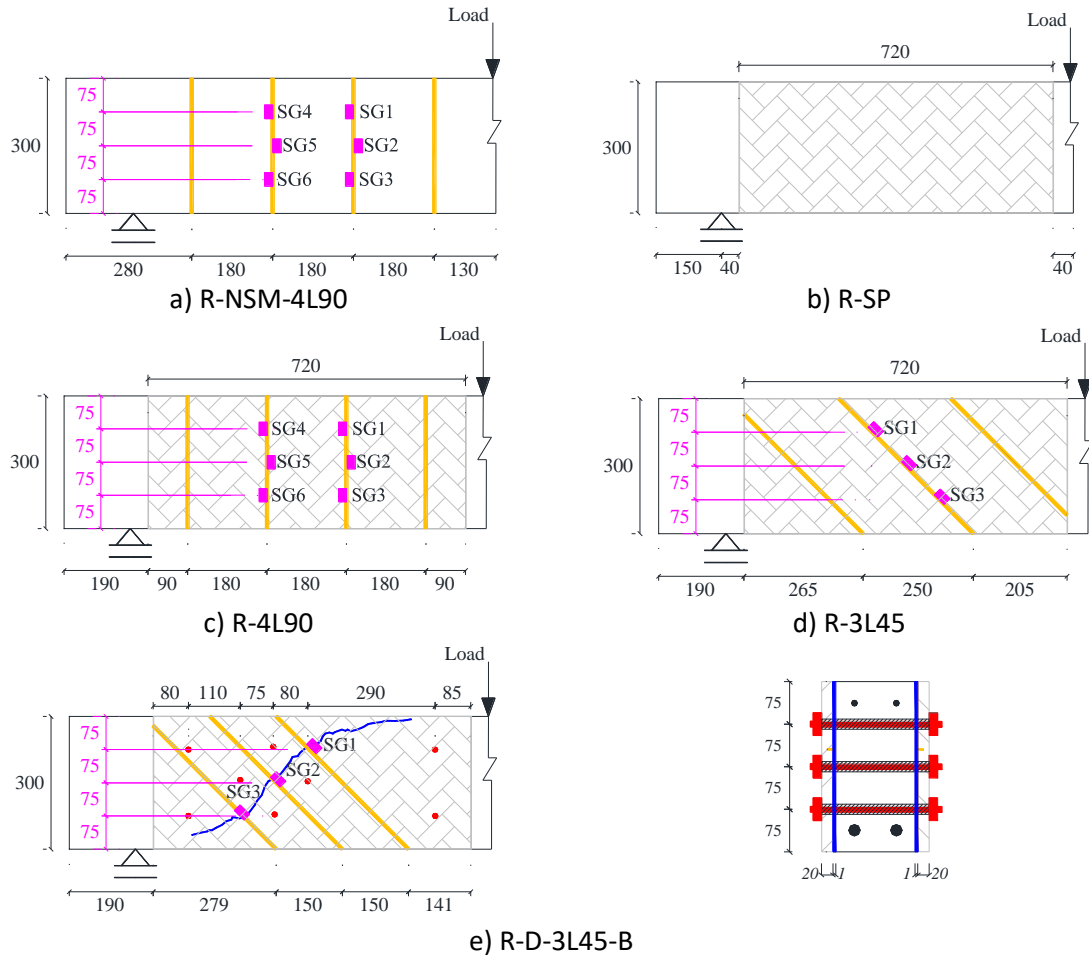 Load
75
75
75
75
300
SG4
SG1
SG5
SG2
SG6
SG3
280
180
180
180
130
a) R-NSM-4L90
Load
720
300
150
40
40
b) R-SP
Load
720
75
75
75
75
300
SG4
SG1
SG5
SG2
SG6
SG3
190
90
180
180
180
90
c) R-4L90
Load
720
75
75
75
75
300
SG1
SG2
SG3
190
265
250
205
d) R-3L45
Load
80
110
75
80
290
85
75
75
75
75
300
SG1
SG2
SG3
190
279
150
150
141
75
75
75
75
20
1
1
20
e) R-D-3L45-B